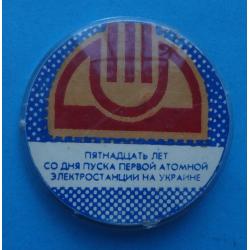 ПЯТНАДЦАТЬ ЛЕТ
СО ДНЯ ПУСКА ПЕРВОЙ АТОМНОЙ
ЭЛЕКТРОСТАНЦИИ НА УКРАИНЕ